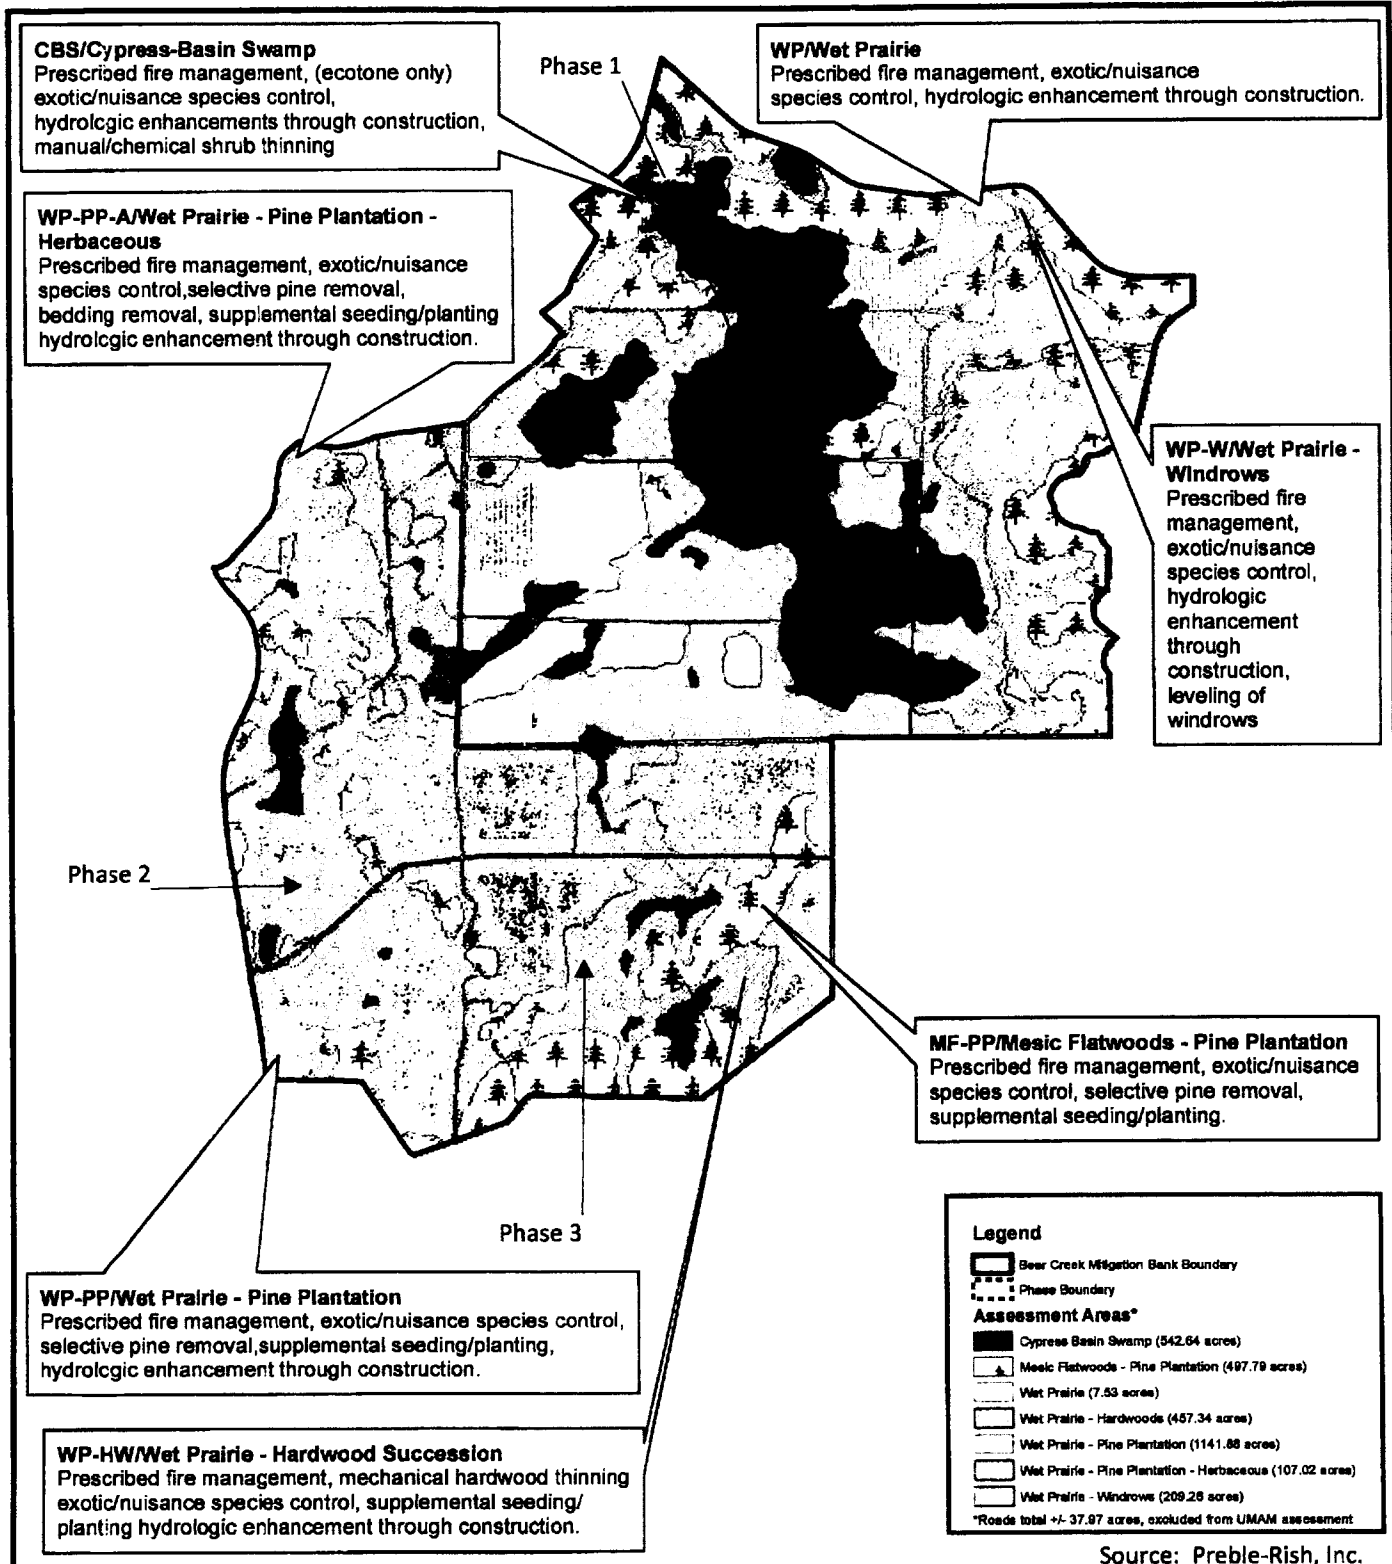 CBS/Cypress-Basin Swamp
Prescribed fire management, (ecotone only)
exotic/nuisance species control,
hydrolcgic enhancements through construction,
manual/chemical shrub thinning
Phase 1
WP/Wet Prairie
Prescribed fire management, exotic/nuisance
species control, hydrologic enhancement through construction.
WP-PP-A/Wet Prairie - Pine Plantation -
Herbaceous
Prescribed fire management, exotic/nuisance
species control,selective pine removal,
bedding removal, supplemental seeding/planting
hydrolcgic enhancement through construction.
WP-W/Wet Prairie -
Windrows
Prescribed fire
management,
exotic/nuisance
species control,
hydrologic
enhancement
through
construction,
leveling of
windrows
Phase 2
MF-PP/Mesic Flatwoods - Pine Plantation
Prescribed fire management, exotic/nuisance
species control, selective pine removal,
supplemental seeding/planting.
Phase 3
WP-PP/Wet Prairie - Pine Plantation
Prescribed fire management, exotic/nuisance species control,
selective pine removal,supplemental seeding/planting,
hydrolcgic enhancement through construction.
WP-HW/Wet Prairie - Hardwood Succession
Prescribed fire management, mechanical hardwood thinning
exotic/nuisance species control, supplemental seeding/
planting hydrologic enhancement through construction.
Legend
Bear Creek Mitigation Bank Boundary
Phase Boundary
Assessment Areas*
Cypress Basin Swamp (542.64 acres)
Mesic Flatwoods - Pine Plantation (497.79 acres)
Wet Prairie (7.53 acres)
Wet Prairie - Hardwoods (457.34 acres)
Wet Prairie - Pine Plantation (1141.88 acres)
Wet Prairie - Pine Plantation - Herbaceous (107.02 acres)
Wet Prairie - Windrows (209.26 acres)
*Roads total +/- 37.97 acres, excluded from UMAM assessment
Source: Preble-Rish, Inc.